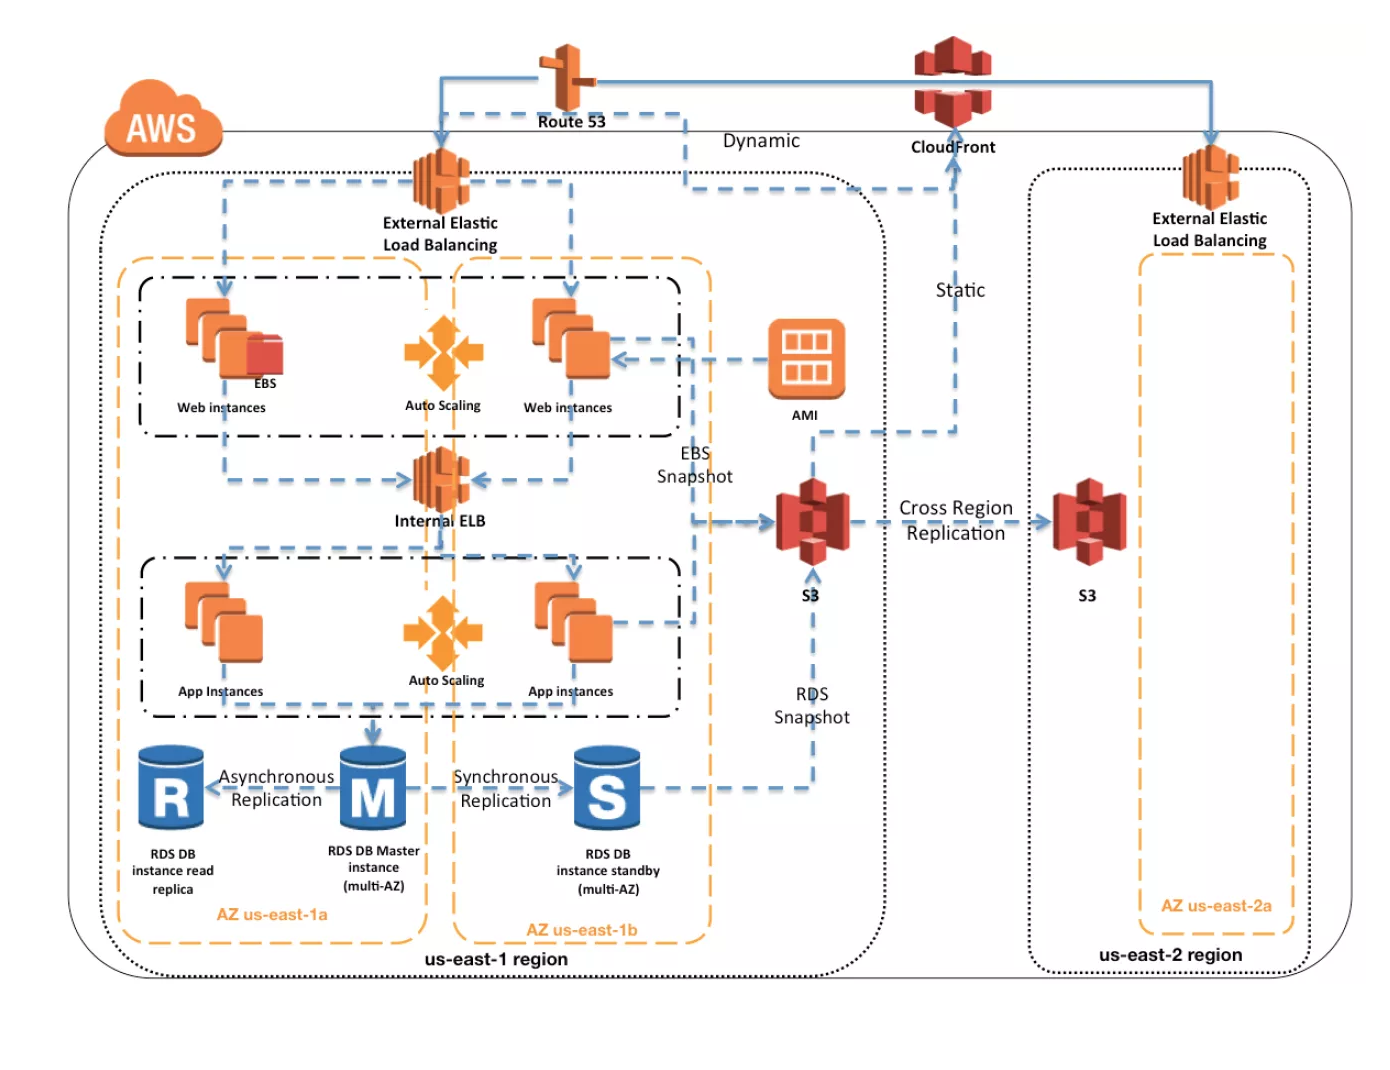 AWS
Route 53
Dynamic
CloudFront
External Elastic
Load Balancing
External Elastic
Load Balancing
Static
EBS
Web instances
Auto Scaling
Web instances
AMI
EBS
Snapshot
Internal ELB
Cross Region
Replication
S3
S3
App Instances
Auto Scaling
App instances
RDS
Snapshot
R
Asynchronous
Replication
M
Synchronous
Replication
S
RDS DB
instance read
replica
RDS DB Master
instance
(multi-AZ)
RDS DB
instance standby
(multi-AZ)
AZ us-east-1a
AZ us-east-1b
AZ us-east-2a
us-east-1 region
us-east-2 region